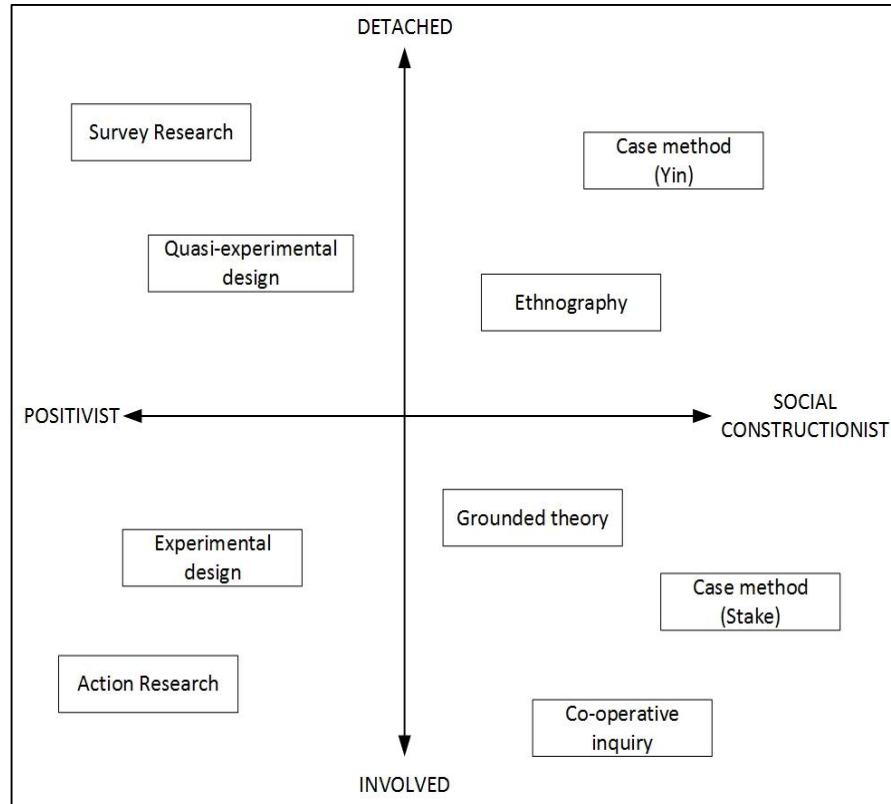 DETACHED
Survey Research
Case method
(Yin)
Quasi-experimental
design
Ethnography
POSITIVIST
SOCIAL
CONSTRUCTIONIST
Grounded theory
Experimental
design
Case method
(Stake)
Action Research
Co-operative
inquiry
INVOLVED